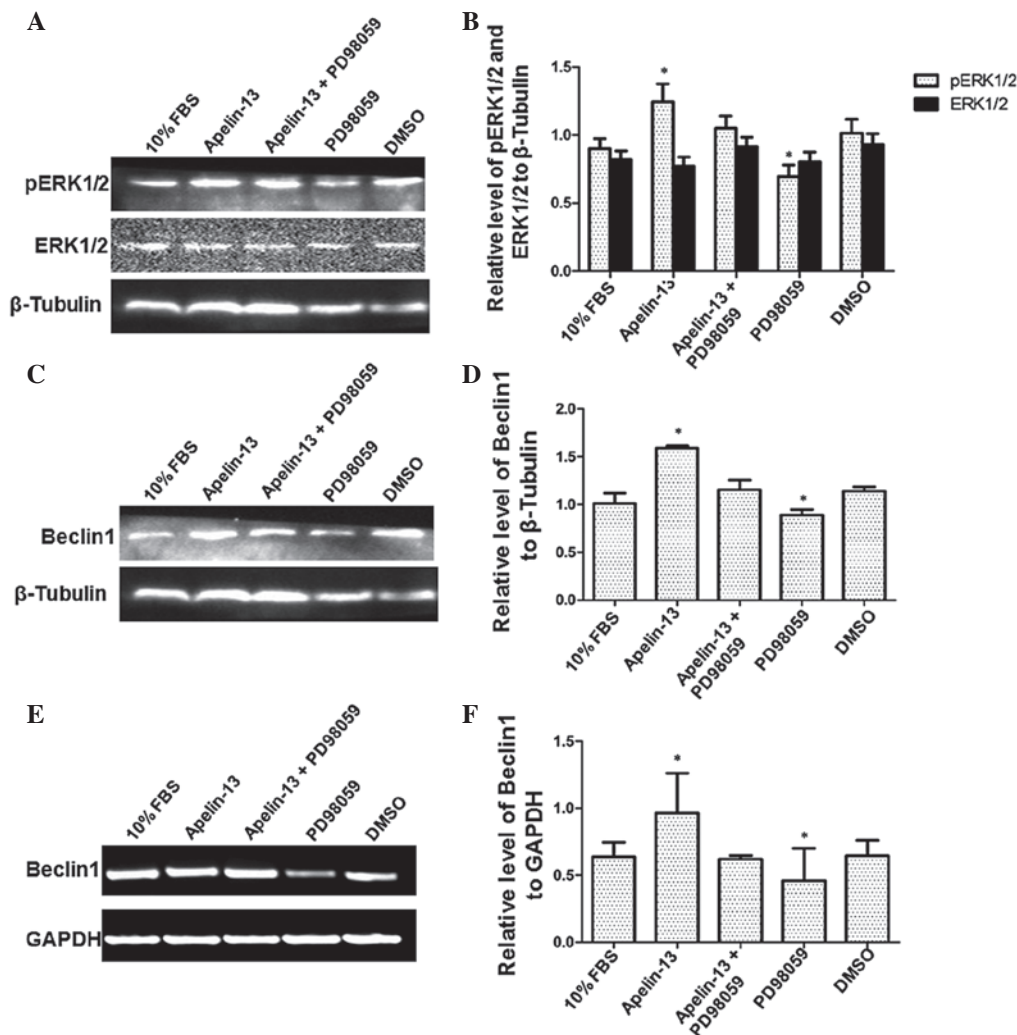 A
10% FBS
Apelin-13
Apelin-13 + PD98059
PD98059
DMSO
pERK1/2
ERK1/2
β-Tubulin
B
Relative level of pERK1/2 and
ERK1/2 to β-Tubulin
1.5
1.0
0.5
0.0
*
*
pERK1/2
ERK1/2
10% FBS
Apelin-13
Apelin-13 +
PD98059
PD98059
DMSO
C
10% FBS
Apelin-13
Apelin-13 + PD98059
PD98059
DMSO
Beclin1
β-Tubulin
D
Relative level of Beclin1
to β-Tubulin
2.0
1.5
1.0
0.5
0.0
*
*
10% FBS
Apelin-13
Apelin-13 +
PD98059
PD98059
DMSO
E
10% FBS
Apelin-13
Apelin-13 + PD98059
PD98059
DMSO
Beclin1
GAPDH
F
Relative level of Beclin1
to GAPDH
1.5
1.0
0.5
0.0
*
*
10% FBS
Apelin-13
Apelin-13 +
PD98059
PD98059
DMSO